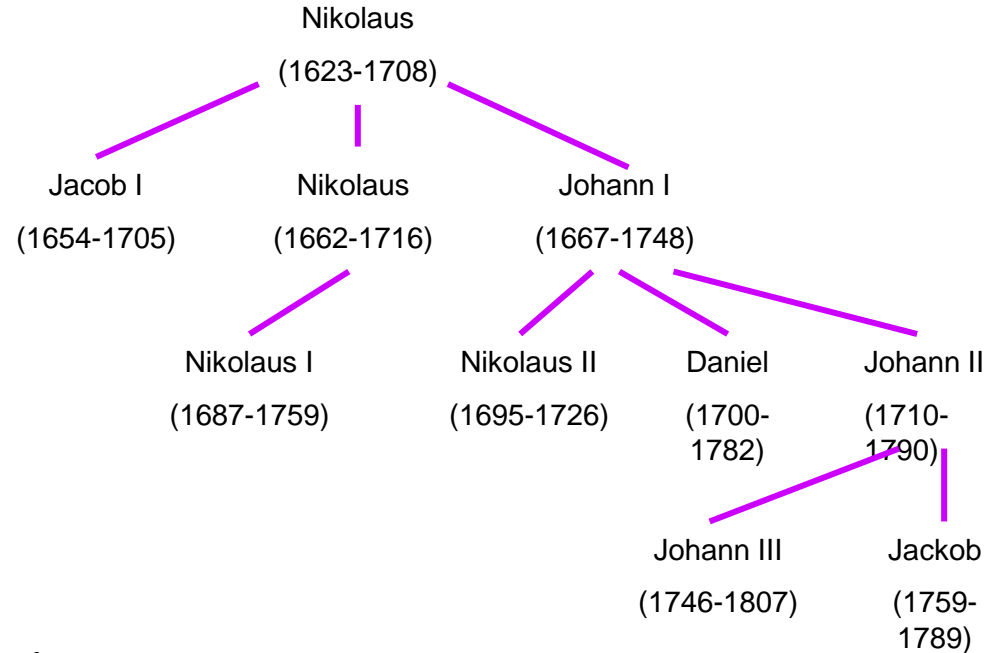 Nikolaus
(1623-1708)
Jacob I
(1654-1705)
Nikolaus
(1662-1716)
Johann I
(1667-1748)
Nikolaus I
(1687-1759)
Nikolaus II
(1695-1726)
Daniel
(1700-
1782)
Johann II
(1710-
1790)
Johann III
(1746-1807)
Jackob
(1759-
1789)